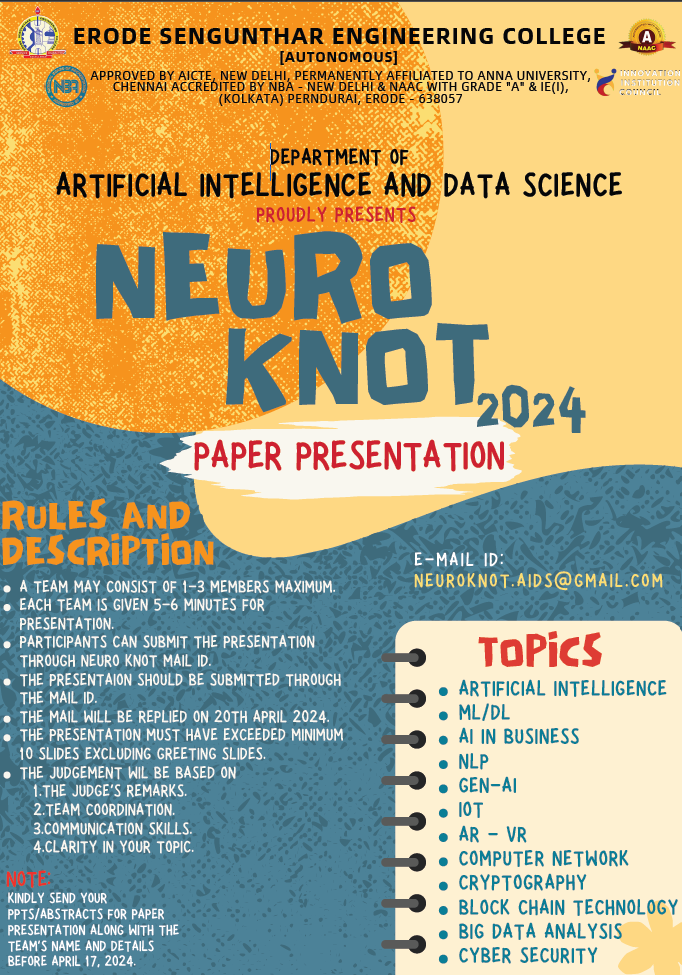 ERODE SENGUNTHAR ENGINEERING COLLEGE
[AUTONOMOUS]
APPROVED BY AICTE, NEW DELHI, PERMANENTLY AFFILIATED TO ANNA UNIVERSITY,
CHENNAI ACCREDITED BY NBA - NEW DELHI & NAAC WITH GRADE "A" & IE(I),
(KOLKATA) PERNDURAI, ERODE - 638057
NBA
A
NAAC
INNOVATION
INSTITUTION
COUNCIL
DEPARTMENT OF
ARTIFICIAL INTELLIGENCE AND DATA SCIENCE
PROUDLY PRESENTS
NEURO
KNOT
2024
PAPER PRESENTATION
RULES AND
DESCRIPTION
A TEAM MAY CONSIST OF 1-3 MEMBERS MAXIMUM.
EACH TEAM IS GIVEN 5-6 MINUTES FOR
PRESENTATION.
PARTICIPANTS CAN SUBMIT THE PRESENTATION
THROUGH NEURO KNOT MAIL ID.
THE PRESENTAION SHOULD BE SUBMITTED THROUGH
THE MAIL ID.
THE MAIL WILL BE REPLIED ON 20TH APRIL 2024.
THE PRESENTATION MUST HAVE EXCEEDED MINIMUM
10 SLIDES EXCLUDING GREETING SLIDES.
THE JUDGEMENT WIL BE BASED ON
1.THE JUDGE'S REMARKS.
2.TEAM COORDINATION.
3.COMMUNICATION SKILLS.
4.CLARITY IN YOUR TOPIC.
NOTE:
KINDLY SEND YOUR
PPTS/ABSTRACTS FOR PAPER
PRESENTATION ALONG WITH THE
TEAM'S NAME AND DETAILS
BEFORE APRIL 17, 2024.
E-MAIL ID:
NEUROKNOT.AIDS@GMAIL.COM
TOPICS
ARTIFICIAL INTELLIGENCE
ML/DL
AI IN BUSINESS
NLP
GEN-AI
IOT
AR - VR
COMPUTER NETWORK
CRYPTOGRAPHY
BLOCK CHAIN TECHNOLOGY
BIG DATA ANALYSIS
CYBER SECURITY